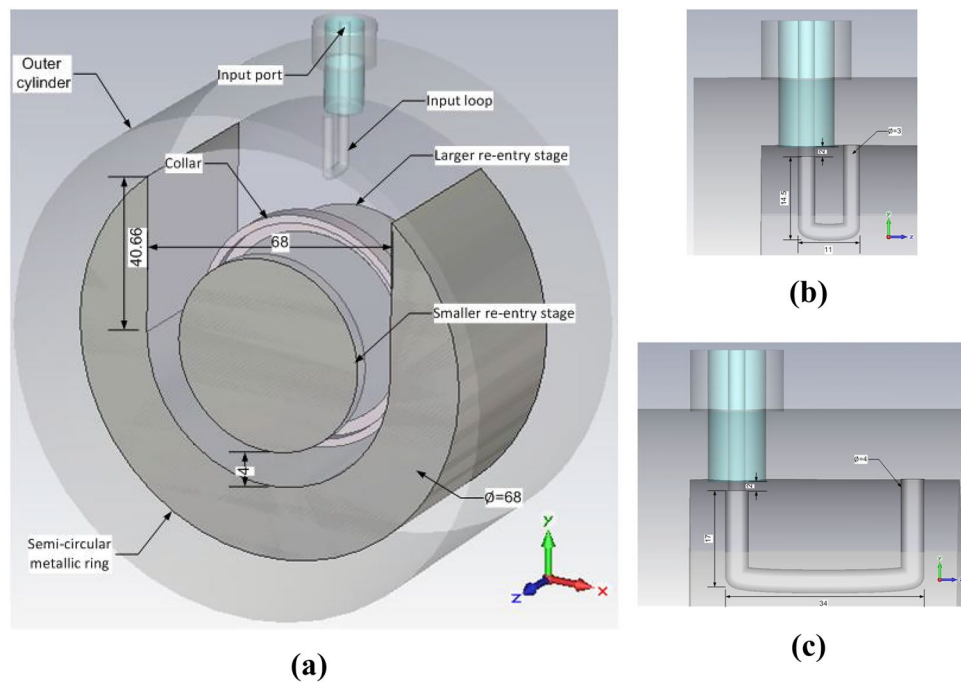 Outer
cylinder
Input port
Input loop
Collar
Larger re-entry stage
40.66
68
Smaller re-entry stage
14
Ø=68
Semi-circular
metallic ring
y
x
z
(a)
Ø=3
14.5
11
y
z
(b)
Ø=4
17
34
y
(c)